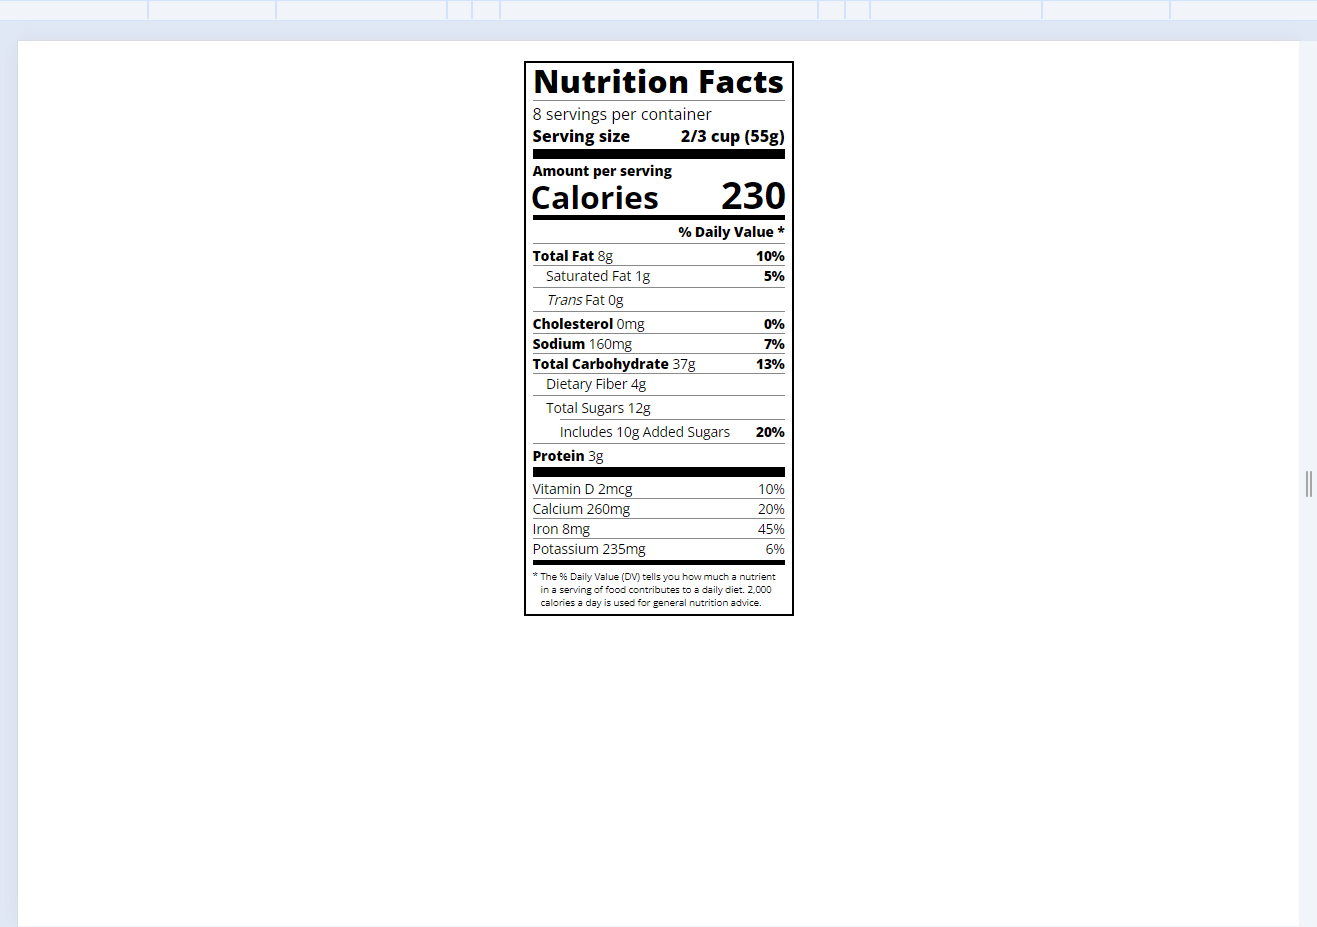 Nutrition Facts
8 servings per container
Serving size 2/3 cup (55g)
Amount per serving
Calories 230
% Daily Value *
Total Fat 8g 10%
Saturated Fat 1g 5%
Trans Fat 0g
Cholesterol 0mg 0%
Sodium 160mg 7%
Total Carbohydrate 37g 13%
Dietary Fiber 4g
Total Sugars 12g
Includes 10g Added Sugars 20%
Protein 3g
Vitamin D 2mcg 10%
Calcium 260mg 20%
Iron 8mg 45%
Potassium 235mg 6%
* The % Daily Value (DV) tells you how much a nutrient
in a serving of food contributes to a daily diet. 2,000
calories a day is used for general nutrition advice.